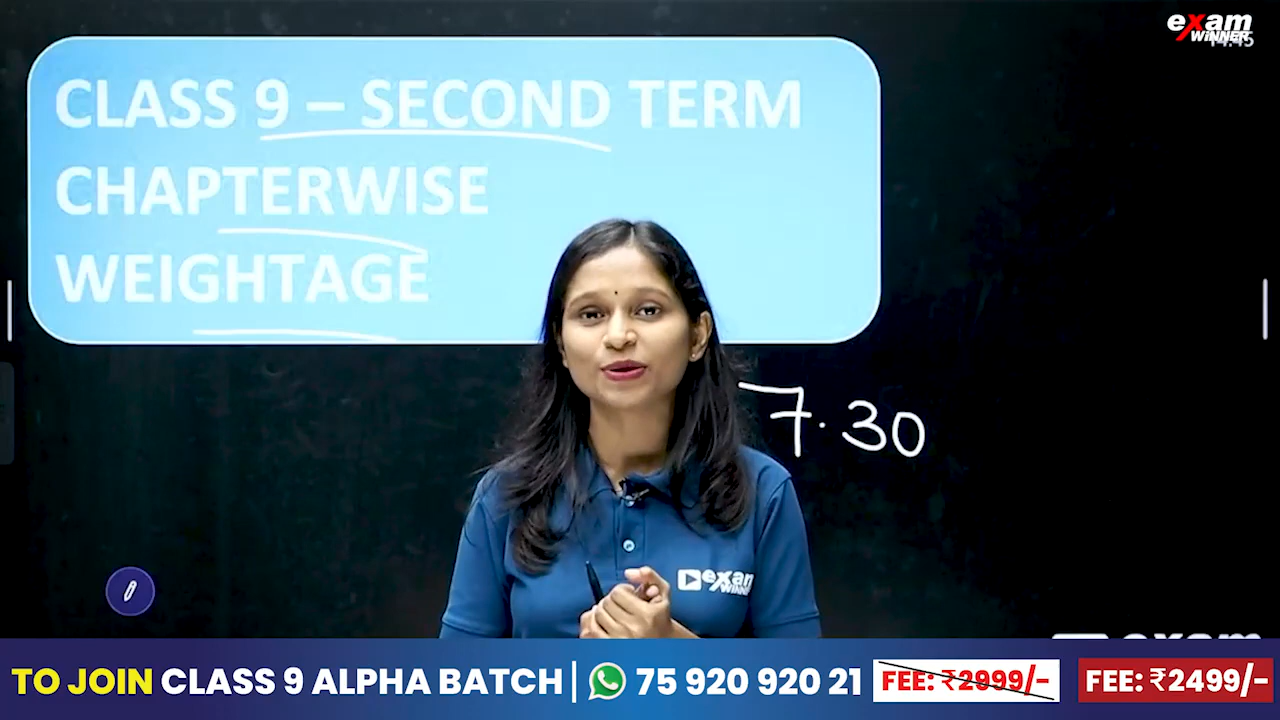 exam
WINNER
CLASS 9 – SECOND TERM
CHAPTERWISE
WEIGHTAGE
7.30
exam
WINNER
exam
TO JOIN CLASS 9 ALPHA BATCH | 75 920 920 21 FEE: ₹2999/- FEE: ₹2499/-